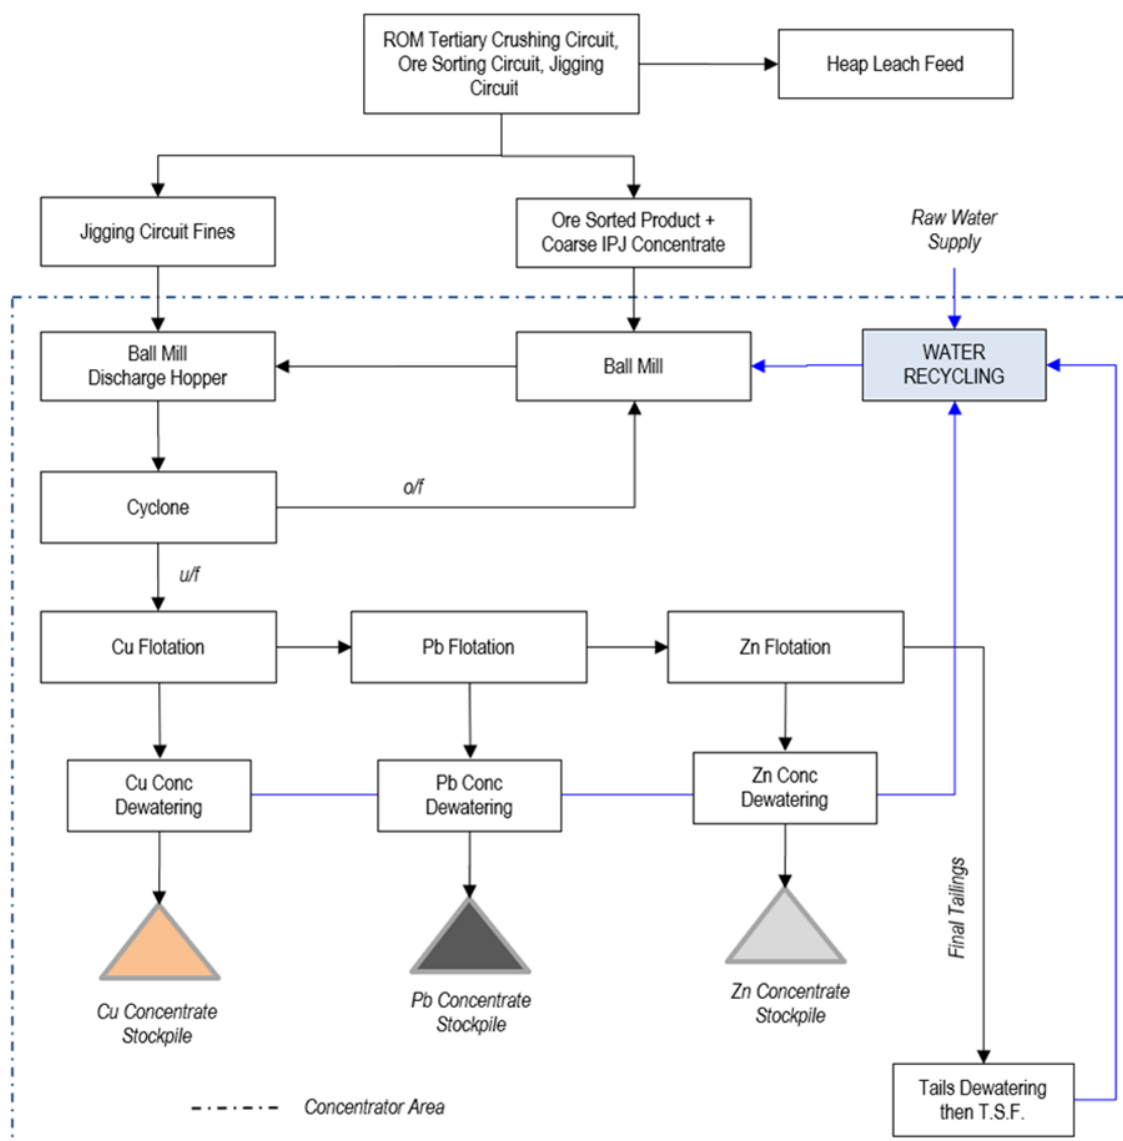 ROM Tertiary Crushing Circuit,
Ore Sorting Circuit, Jigging
Circuit
Heap Leach Feed
Jigging Circuit Fines
Ore Sorted Product +
Coarse IPJ Concentrate
Raw Water
Supply
Ball Mill
Discharge Hopper
Ball Mill
WATER
RECYCLING
Cyclone
o/f
u/f
Cu Flotation
Pb Flotation
Zn Flotation
Cu Conc
Dewatering
Pb Conc
Dewatering
Zn Conc
Dewatering
Final Tailings
Cu Concentrate
Stockpile
Pb Concentrate
Stockpile
Zn Concentrate
Stockpile
Tails Dewatering
then T.S.F.
Concentrator Area